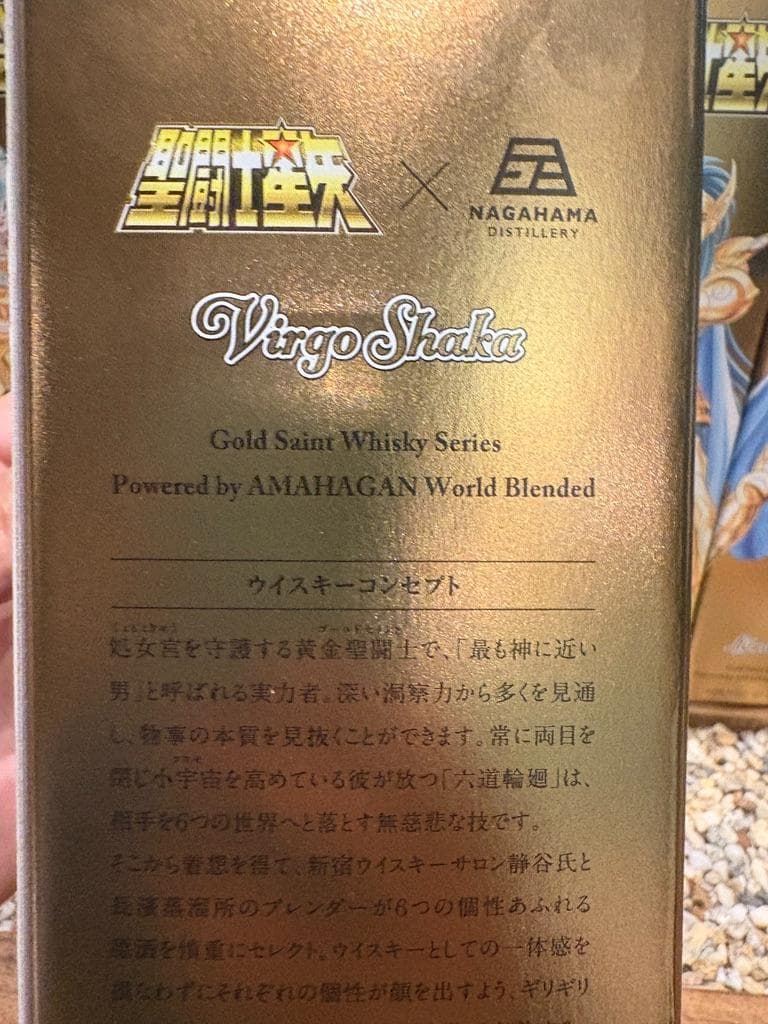 聖闘士星矢 × NAGAHAMA
DISTILLERY
Virgo Shaka
Gold Saint Whisky Series
Powered by AMAHAGAN World Blended
ウイスキーコンセプト
処女宮を守護する黄金聖闘士で、「最も神に近い
男」と呼ばれる実力者。深い洞察力から多くを見通
し、物事の本質を見抜くことができます。常に両目を
閉じ小宇宙を高めている彼が放つ「六道輪廻」は、
相手を6つの世界へと落とす無慈悲な技です。
そこから着想を得て、新宿ウイスキーサロン静谷氏と
長濱蒸溜所のブレンダーが6つの個性あふれる
原酒を慎重にセレクト。ウイスキーとしての一体感を
損なわずにそれぞれの個性が顔を出すよう、ギリギリ